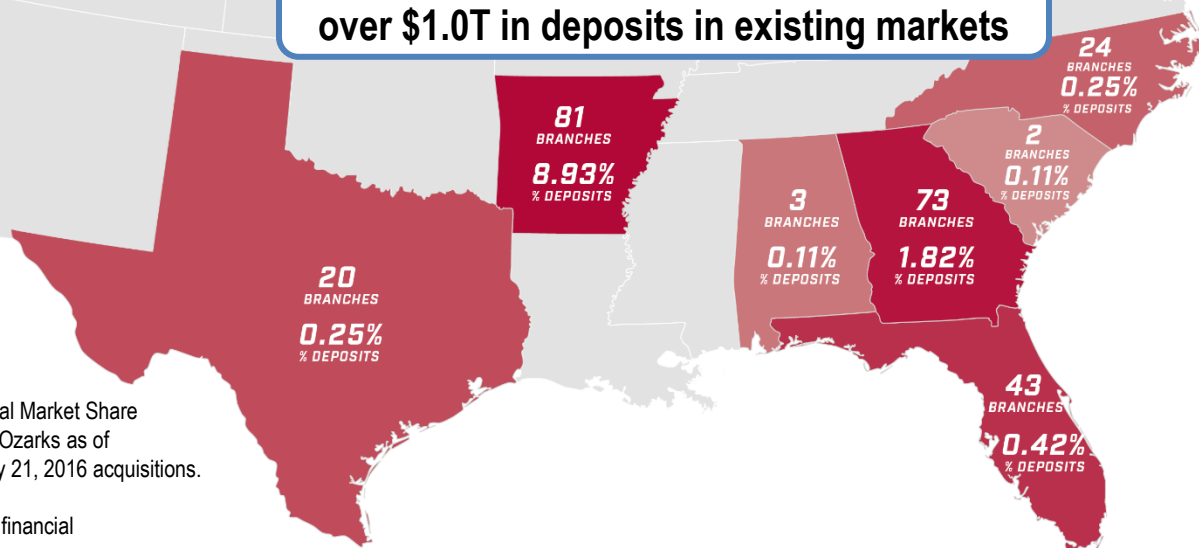 over $1.0T in deposits in existing markets
24
BRANCHES
0.25%
% DEPOSITS
81
BRANCHES
8.93%
% DEPOSITS
2
BRANCHES
0.11%
% DEPOSITS
3
BRANCHES
0.11%
% DEPOSITS
73
BRANCHES
1.82%
% DEPOSITS
20
BRANCHES
0.25%
% DEPOSITS
43
BRANCHES
0.42%
% DEPOSITS
al Market Share
Ozarks as of
y 21, 2016 acquisitions.
financial